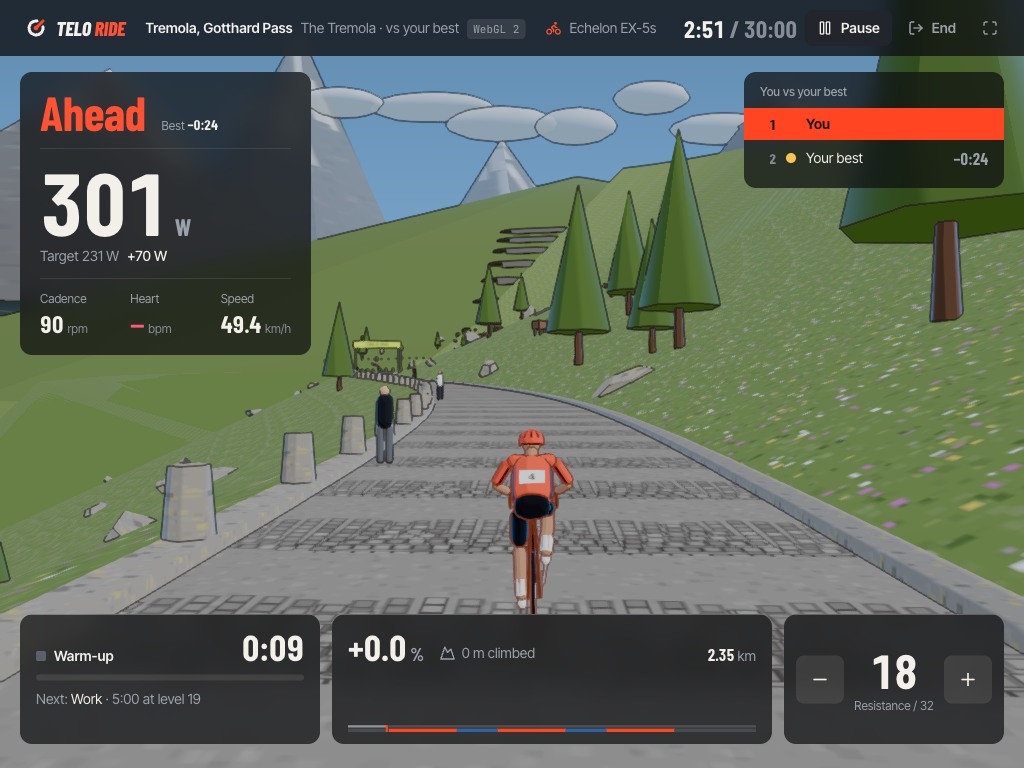 TELO RIDE Tremola, Gotthard Pass The Tremola · vs your best WebGL 2 Echelon EX-5s 2:51 / 30:00 Pause End
Ahead Best −0:24
301 W
Target 231 W +70 W
Cadence Heart Speed
90 rpm — bpm 49.4 km/h
You vs your best
1 You
2 Your best −0:24
4
Warm-up 0:09
Next: Work · 5:00 at level 19
+0.0 % 0 m climbed 2.35 km
− 18 +
Resistance / 32